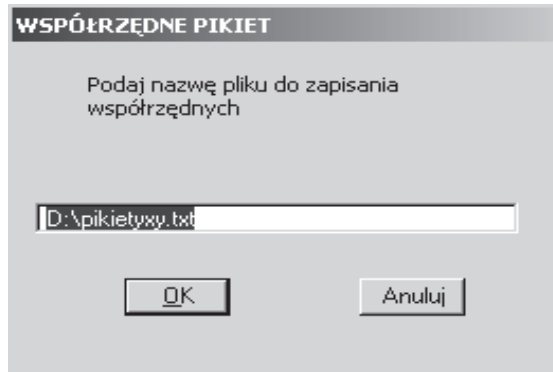 WSPÓŁRZĘDNE PIKIET
Podaj nazwę pliku do zapisania
współrzędnych
D:\pikietyxy.txt
OK
Anuluj